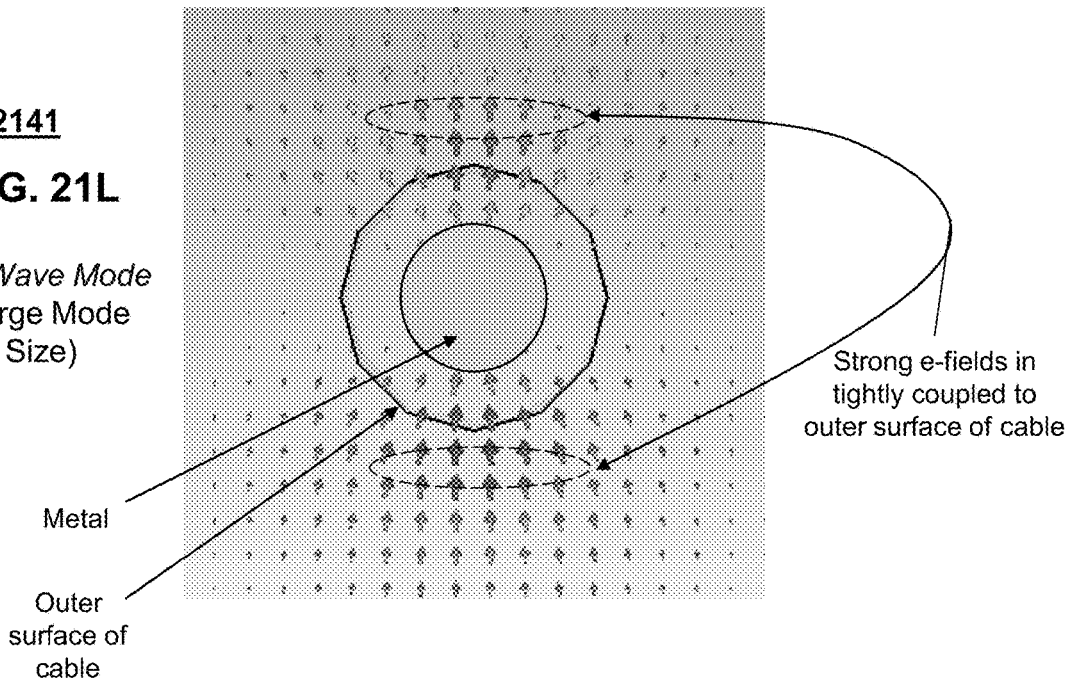 2141
G. 21L
Wave Mode
rge Mode
Size)
Strong e-fields in
tightly coupled to
outer surface of cable
Metal
Outer
surface of
cable